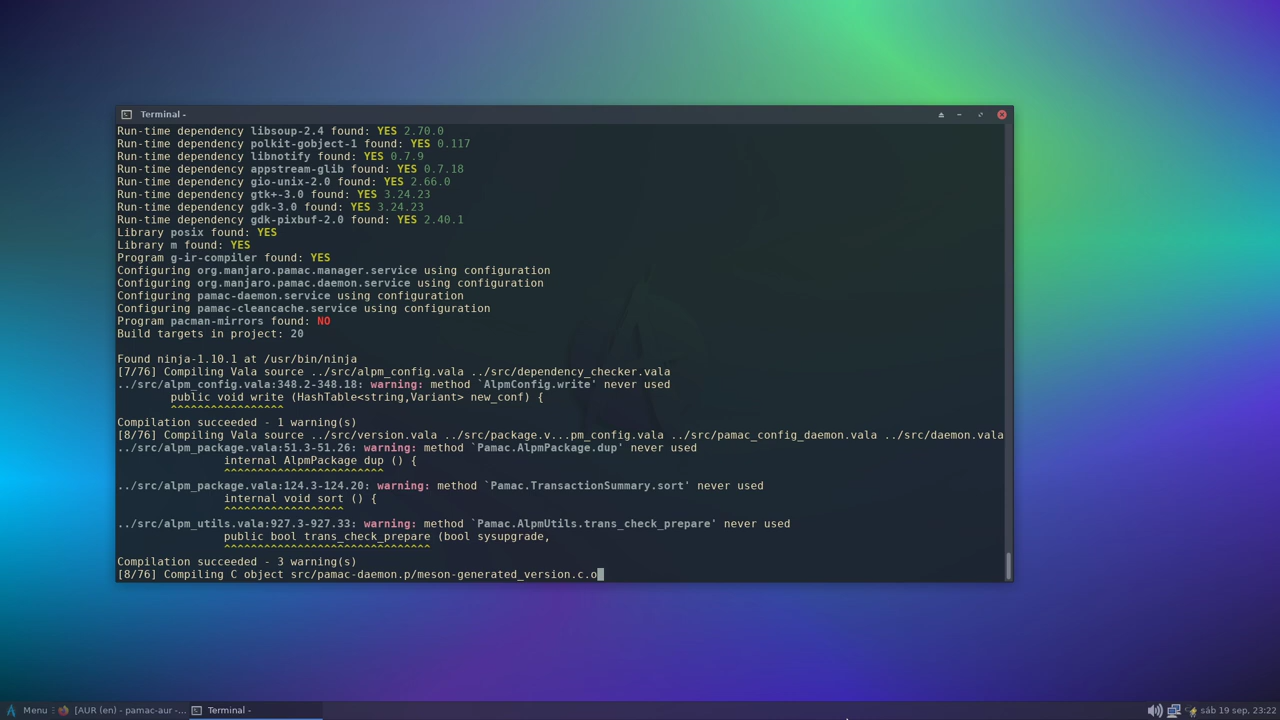 Terminal -
Run-time dependency libsoup-2.4 found: YES 2.70.0
Run-time dependency polkit-gobject-1 found: YES 0.117
Run-time dependency libnotify found: YES 0.7.9
Run-time dependency appstream-glib found: YES 0.7.18
Run-time dependency gio-unix-2.0 found: YES 2.66.0
Run-time dependency gtk+-3.0 found: YES 3.24.23
Run-time dependency gdk-3.0 found: YES 3.24.23
Run-time dependency gdk-pixbuf-2.0 found: YES 2.40.1
Library posix found: YES
Library m found: YES
Program g-ir-compiler found: YES
Configuring org.manjaro.pamac.manager.service using configuration
Configuring org.manjaro.pamac.daemon.service using configuration
Configuring pamac-daemon.service using configuration
Configuring pamac-cleancache.service using configuration
Program pacman-mirrors found: NO
Build targets in project: 20
Found ninja-1.10.1 at /usr/bin/ninja
[7/76] Compiling Vala source ../src/alpm_config.vala ../src/dependency_checker.vala
../src/alpm_config.vala:348.2-348.18: warning: method `AlpmConfig.write' never used
        public void write (HashTable<string,Variant> new_conf) {
        ^^^^^^^^^^^^^^^^^
Compilation succeeded - 1 warning(s)
[8/76] Compiling Vala source ../src/version.vala ../src/package.v...pm_config.vala ../src/pamac_config_daemon.vala ../src/daemon.vala
../src/alpm_package.vala:51.3-51.26: warning: method `Pamac.AlpmPackage.dup' never used
                internal AlpmPackage dup () {
                ^^^^^^^^^^^^^^^^^^^^^^^^
../src/alpm_package.vala:124.3-124.20: warning: method `Pamac.TransactionSummary.sort' never used
                internal void sort () {
                ^^^^^^^^^^^^^^^^^^
../src/alpm_utils.vala:927.3-927.33: warning: method `Pamac.AlpmUtils.trans_check_prepare' never used
                public bool trans_check_prepare (bool sysupgrade,
                ^^^^^^^^^^^^^^^^^^^^^^^^^^^^^^^
Compilation succeeded - 3 warning(s)
[8/76] Compiling C object src/pamac-daemon.p/meson-generated_version.c.o
Menu [AUR (en) - pamac-aur -... Terminal - sáb 19 sep, 23:22